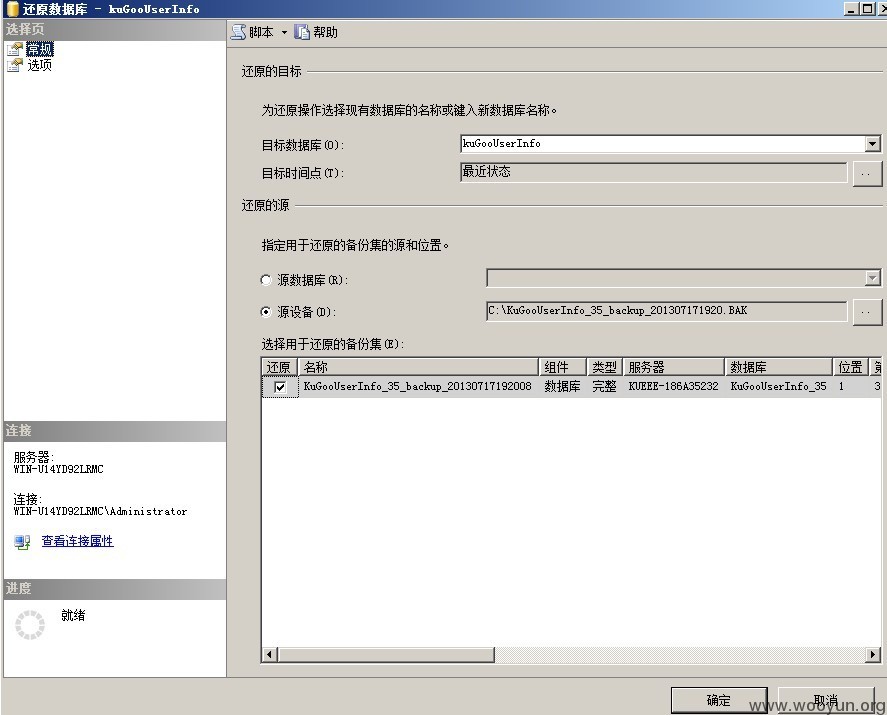 还原数据库 - kuGooUserInfo
选择页
常规
选项
脚本 帮助
还原的目标
为还原操作选择现有数据库的名称或键入新数据库名称。
目标数据库(O): kuGooUserInfo
目标时间点(T): 最近状态 ..
还原的源
指定用于还原的备份集的源和位置。
源数据库(R):
源设备(D): C:\KuGooUserInfo_35_backup_201307171920.BAK ..
选择用于还原的备份集(E):
还原 名称 组件 类型 服务器 数据库 位置
KuGooUserInfo_35_backup_20130717192008 数据库 完整 KUEEE-186A35232 KuGooUserInfo_35 1 3
连接
服务器:
WIN-U14YD92LRMC
连接:
WIN-U14YD92LRMC\Administrator
查看连接属性
进度
就绪
确定 取消
www.wooyun.org